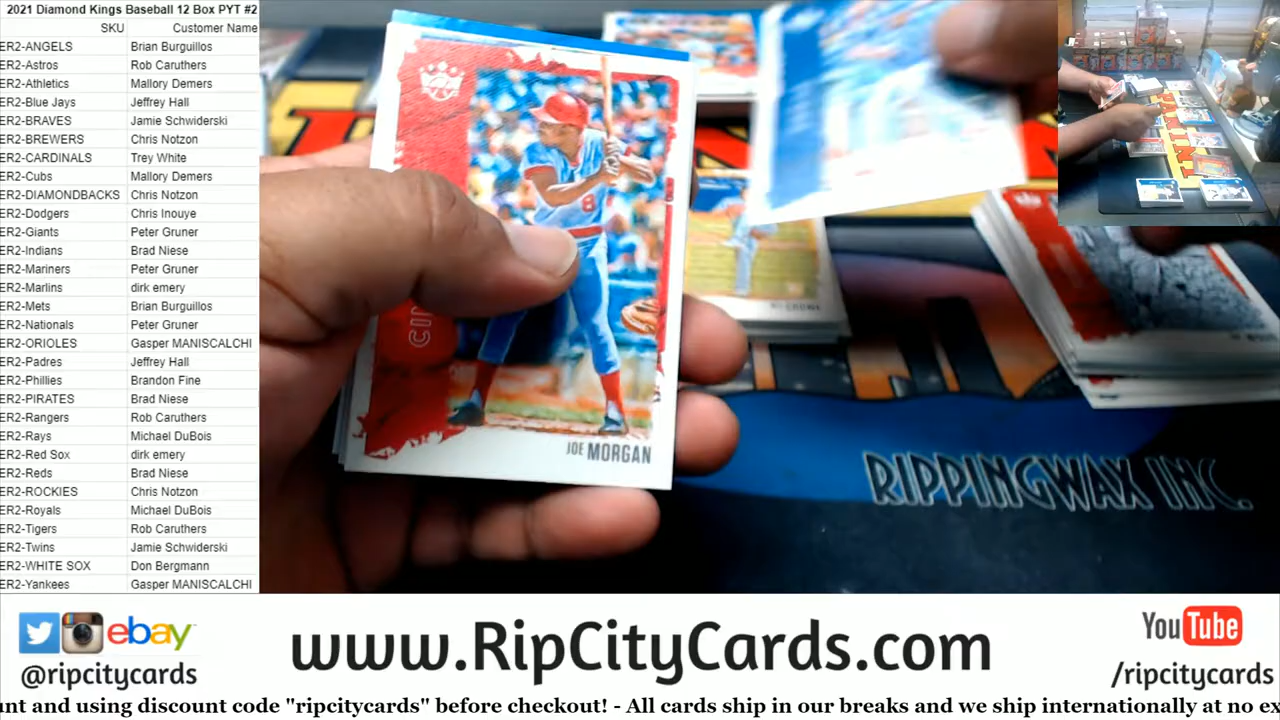 2021 Diamond Kings Baseball 12 Box PYT #2
SKU Customer Name
ER2-ANGELS Brian Burguillos
ER2-Astros Rob Caruthers
ER2-Athletics Mallory Demers
ER2-Blue Jays Jeffrey Hall
ER2-BRAVES Jamie Schwiderski
ER2-BREWERS Chris Notzon
ER2-CARDINALS Trey White
ER2-Cubs Mallory Demers
ER2-DIAMONDBACKS Chris Notzon
ER2-Dodgers Chris Inouye
ER2-Giants Peter Gruner
ER2-Indians Brad Niese
ER2-Mariners Peter Gruner
ER2-Marlins dirk emery
ER2-Mets Brian Burguillos
ER2-Nationals Peter Gruner
ER2-ORIOLES Gasper MANISCALCHI
ER2-Padres Jeffrey Hall
ER2-Phillies Brandon Fine
ER2-PIRATES Brad Niese
ER2-Rangers Rob Caruthers
ER2-Rays Michael DuBois
ER2-Red Sox dirk emery
ER2-Reds Brad Niese
ER2-ROCKIES Chris Notzon
ER2-Royals Michael DuBois
ER2-Tigers Rob Caruthers
ER2-Twins Jamie Schwiderski
ER2-WHITE SOX Don Bergmann
ER2-Yankees Gasper MANISCALCHI
CIN
8
JOE MORGAN
RIPPINGWAX INC.
ebay
@ripcitycards
www.RipCityCards.com
YouTube
/ripcitycards
unt and using discount code "ripcitycards" before checkout! - All cards ship in our breaks and we ship internationally at no ex